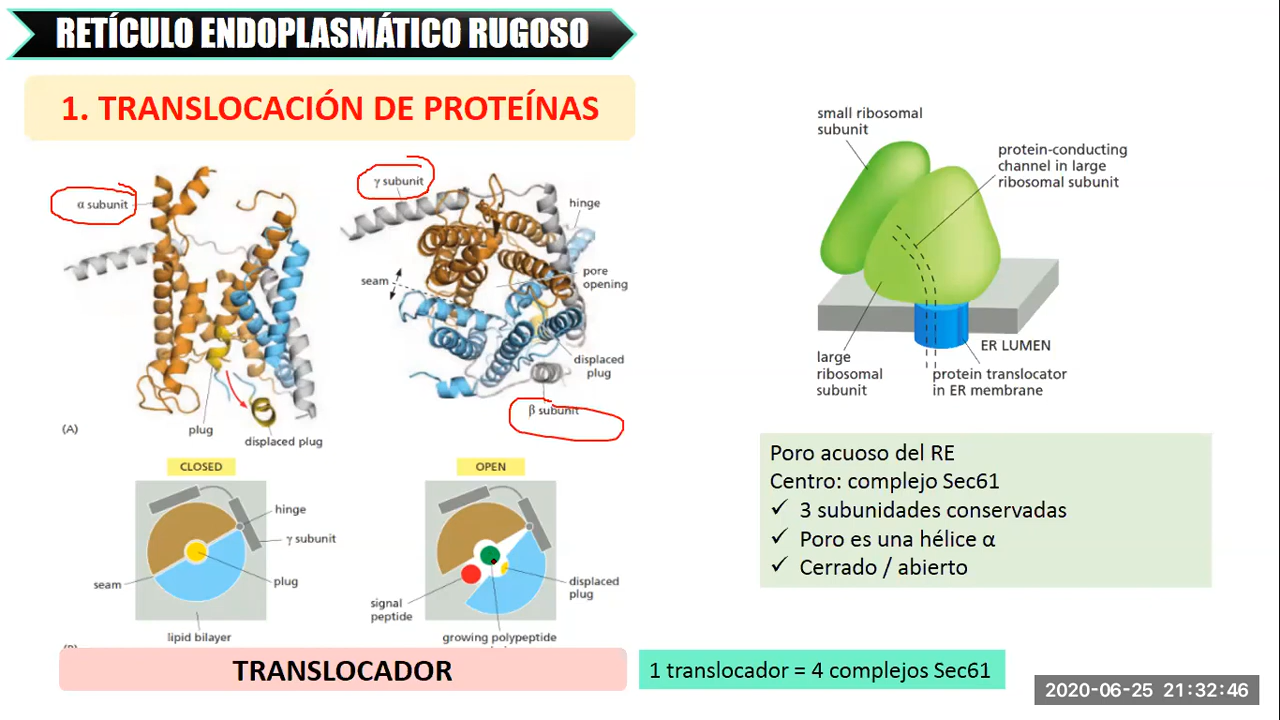 RETÍCULO ENDOPLASMÁTICO RUGOSO
1. TRANSLOCACIÓN DE PROTEÍNAS
α subunit
plug
displaced plug
(A)
γ subunit
hinge
seam
pore
opening
displaced
plug
β subunit
CLOSED
hinge
γ subunit
seam
plug
lipid bilayer
OPEN
signal
peptide
displaced
plug
growing polypeptide
TRANSLOCADOR
small ribosomal
subunit
protein-conducting
channel in large
ribosomal subunit
ER LUMEN
large
ribosomal
subunit
protein translocator
in ER membrane
Poro acuoso del RE
Centro: complejo Sec61
✓ 3 subunidades conservadas
✓ Poro es una hélice α
✓ Cerrado / abierto
1 translocador = 4 complejos Sec61
2020-06-25 21:32:46